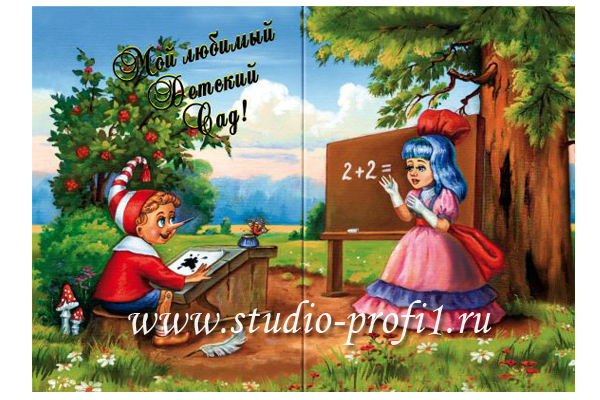 Мой любимый
Детский
Сад!
2+2=
www.studio-profi1.ru